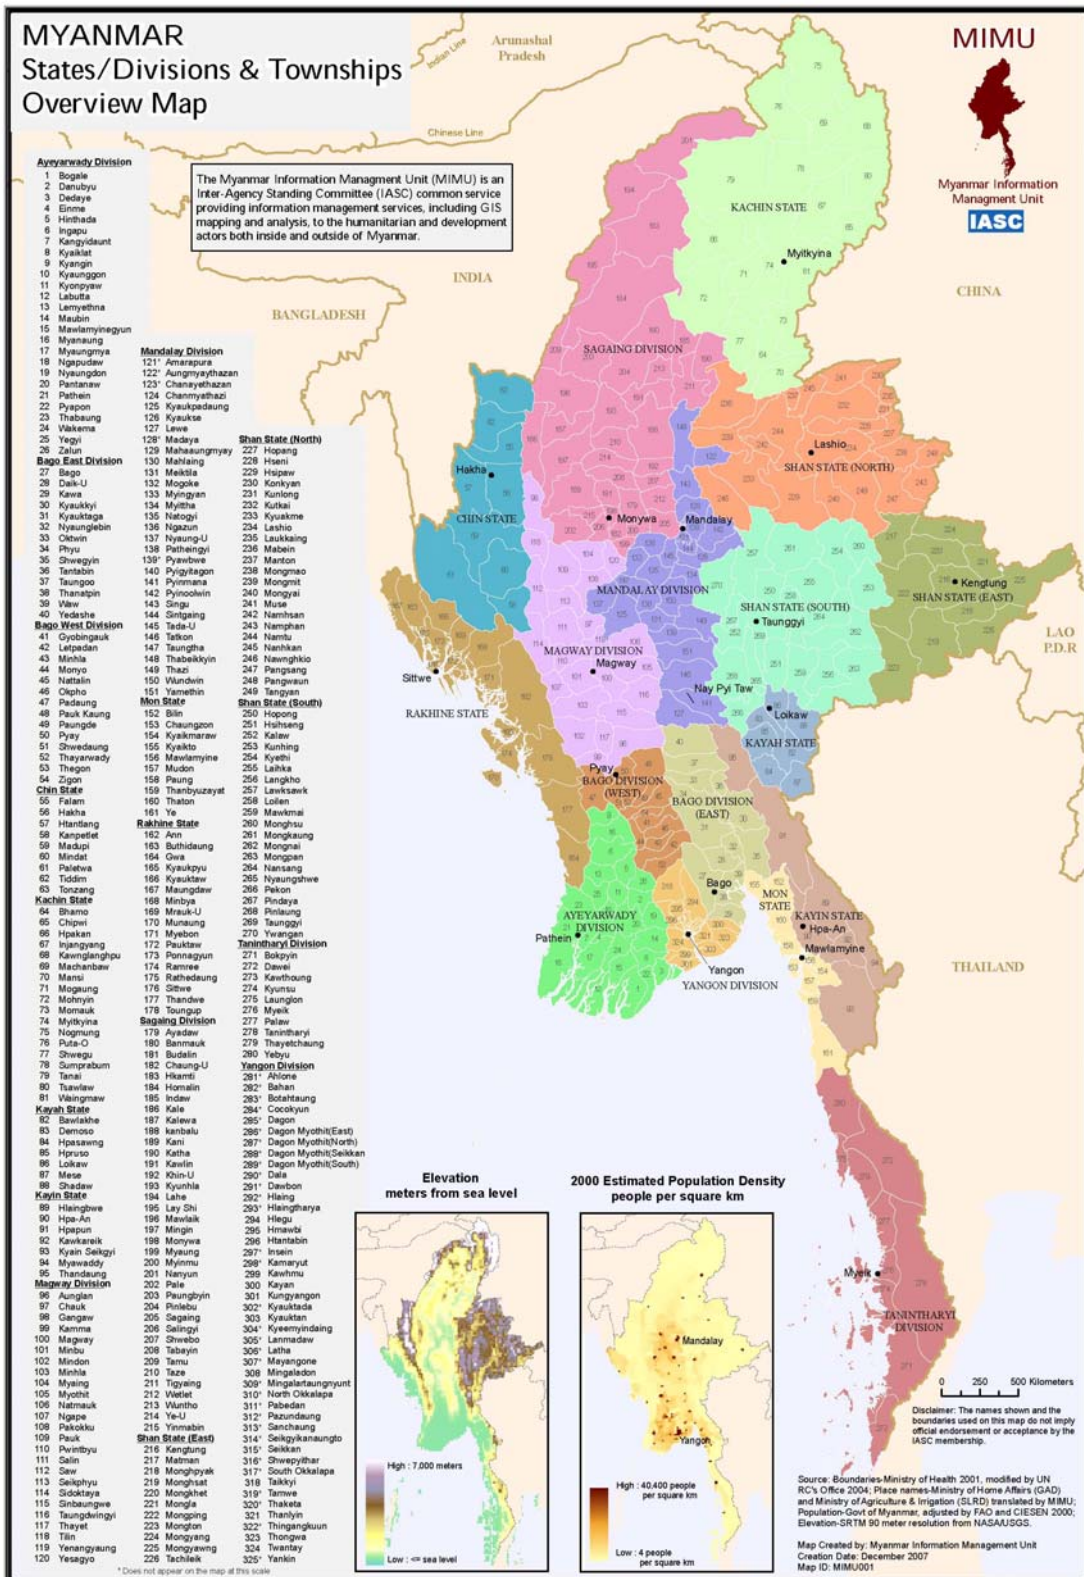 MYANMAR
States/Divisions & Townships
Overview Map
The Myanmar Information Managment Unit (MIMU) is an
Inter-Agency Standing Committee (IASC) common service
providing information management services, including GIS
mapping and analysis, to the humanitarian and development
actors both inside and outside of Myanmar.
MIMU
Myanmar Information
Managment Unit
IASC
Arunashal
Pradesh
Indian Line
Chinese Line
INDIA
BANGLADESH
CHINA
LAO
P.D.R
THAILAND
KACHIN STATE
Myitkyina
SAGAING DIVISION
Hakha
CHIN STATE
Monywa
Mandalay
MANDALAY DIVISION
Lashio
SHAN STATE (NORTH)
Kengtung
SHAN STATE (EAST)
SHAN STATE (SOUTH)
Taunggyi
MAGWAY DIVISION
Magway
Nay Pyi Taw
Sittwe
RAKHINE STATE
Loikaw
KAYAH STATE
Pyay
BAGO DIVISION
(WEST)
BAGO DIVISION
(EAST)
Bago
MON
STATE
KAYIN STATE
Hpa-An
Mawlamyine
AYEYARWADY
DIVISION
Pathein
Yangon
YANGON DIVISION
Myeik
TANINTHARYI
DIVISION
Ayeyarwady Division
1 Bogale
2 Danubyu
3 Dedaye
4 Einme
5 Hinthada
6 Ingapu
7 Kangyidaunt
8 Kyaiklat
9 Kyangin
10 Kyaunggon
11 Kyonpyaw
12 Labutta
13 Lemyethna
14 Maubin
15 Mawlamyinegyun
16 Myanaung
17 Myaungmya
18 Ngapudaw
19 Nyaungdon
20 Pantanaw
21 Pathein
22 Pyapon
23 Thabaung
24 Wakema
25 Yegyi
26 Zalun
Bago East Division
27 Bago
28 Daik-U
29 Kawa
30 Kyaukkyi
31 Kyauktaga
32 Nyaunglebin
33 Oktwin
34 Phyu
35 Shwegyin
36 Tantabin
37 Taungoo
38 Thanatpin
39 Waw
40 Yedashe
Bago West Division
41 Gyobingauk
42 Letpadan
43 Minhla
44 Monyo
45 Nattalin
46 Okpho
47 Padaung
48 Pauk Kaung
49 Paungde
50 Pyay
51 Shwedaung
52 Thayarwady
53 Thegon
54 Zigon
Chin State
55 Falam
56 Hakha
57 Htantlang
58 Kanpetlet
59 Madupi
60 Mindat
61 Paletwa
62 Tiddim
63 Tonzang
Kachin State
64 Bhamo
65 Chipwi
66 Hpakan
67 Injangyang
68 Kawnglanghpu
69 Machanbaw
70 Mansi
71 Mogaung
72 Mohnyin
73 Momauk
74 Myitkyina
75 Nogmung
76 Puta-O
77 Shwegu
78 Sumprabum
79 Tanai
80 Tsawlaw
81 Waingmaw
Kayah State
82 Bawlakhe
83 Demoso
84 Hpasawng
85 Hpruso
86 Loikaw
87 Mese
88 Shadaw
Kayin State
89 Hlaingbwe
90 Hpa-An
91 Hpapun
92 Kawkareik
93 Kyain Seikgyi
94 Myawaddy
95 Thandaung
Magway Division
96 Aunglan
97 Chauk
98 Gangaw
99 Kamma
100 Magway
101 Minbu
102 Mindon
103 Minhla
104 Myaing
105 Myothit
106 Natmauk
107 Ngape
108 Pakokku
109 Pauk
110 Pwintbyu
111 Salin
112 Saw
113 Seikphyu
114 Sidoktaya
115 Sinbaungwe
116 Taungdwingyi
117 Thayet
118 Tilin
119 Yenangyaung
120 Yesagyo
Mandalay Division
121* Amarapura
122* Aungmyaythazan
123* Chanayethazan
124 Chanmyathazi
125 Kyaukpadaung
126 Kyaukse
127 Lewe
128* Madaya
129 Mahaaungmyay
130 Mahlaing
131 Meiktila
132 Mogoke
133 Myingyan
134 Myittha
135 Natogyi
136 Ngazun
137 Nyaung-U
138 Patheingyi
139* Pyawbwe
140 Pyigyitagon
141 Pyinmana
142 Pyinoolwin
143 Singu
144 Sintgaing
145 Tada-U
146 Tatkon
147 Taungtha
148 Thabeikkyin
149 Thazi
150 Wundwin
151 Yamethin
Mon State
152 Bilin
153 Chaungzon
154 Kyaikmaraw
155 Kyaikto
156 Mawlamyine
157 Mudon
158 Paung
159 Thanbyuzayat
160 Thaton
161 Ye
Rakhine State
162 Ann
163 Buthidaung
164 Gwa
165 Kyaukpyu
166 Kyauktaw
167 Maungdaw
168 Minbya
169 Mrauk-U
170 Munaung
171 Myebon
172 Pauktaw
173 Ponnagyun
174 Ramree
175 Rathedaung
176 Sittwe
177 Thandwe
178 Toungup
Sagaing Division
179 Ayadaw
180 Banmauk
181 Budalin
182 Chaung-U
183 Hkamti
184 Homalin
185 Indaw
186 Kale
187 Kalewa
188 kanbalu
189 Kani
190 Katha
191 Kawlin
192 Khin-U
193 Kyunhla
194 Lahe
195 Lay Shi
196 Mawlaik
197 Mingin
198 Monywa
199 Myaung
200 Myinmu
201 Nanyun
202 Pale
203 Paungbyin
204 Pinlebu
205 Sagaing
206 Salingyi
207 Shwebo
208 Tabayin
209 Tamu
210 Taze
211 Tigyaing
212 Wetlet
213 Wuntho
214 Ye-U
215 Yinmabin
Shan State (East)
216 Kengtung
217 Matman
218 Monghpyak
219 Monghsat
220 Mongkhet
221 Mongla
222 Mongping
223 Mongton
224 Mongyang
225 Mongyawng
226 Tachileik
Shan State (North)
227 Hopang
228 Hseni
229 Hsipaw
230 Konkyan
231 Kunlong
232 Kutkai
233 Kyuakme
234 Lashio
235 Laukkaing
236 Mabein
237 Manton
238 Mongmao
239 Mongmit
240 Mongyai
241 Muse
242 Namhsan
243 Namphan
244 Namtu
245 Nanhkan
246 Nawnghkio
247 Pangsang
248 Pangwaun
249 Tangyan
Shan State (South)
250 Hopong
251 Hsihseng
252 Kalaw
253 Kunhing
254 Kyethi
255 Laihka
256 Langkho
257 Lawksawk
258 Loilen
259 Mawkmai
260 Monghsu
261 Mongkaung
262 Mongnai
263 Mongpan
264 Nansang
265 Nyaungshwe
266 Pekon
267 Pindaya
268 Pinlaung
269 Taunggyi
270 Ywangan
Tanintharyi Division
271 Bokpyin
272 Dawei
273 Kawthoung
274 Kyunsu
275 Launglon
276 Myeik
277 Palaw
278 Tanintharyi
279 Thayetchaung
280 Yebyu
Yangon Division
281* Ahlone
282* Bahan
283* Botahtaung
284* Cocokyun
285* Dagon
286* Dagon Myothit(East)
287* Dagon Myothit(North)
288* Dagon Myothit(Seikkan
289* Dagon Myothit(South)
290* Dala
291* Dawbon
292* Hlaing
293* Hlaingtharya
294 Hlegu
295 Hmawbi
296 Htantabin
297* Insein
298* Kamaryut
299 Kawhmu
300 Kayan
301 Kungyangon
302* Kyauktada
303 Kyauktan
304* Kyeemyindaing
305* Lanmadaw
306* Latha
307* Mayangone
308 Mingaladon
309* Mingalartaungnyunt
310* North Okkalapa
311* Pabedan
312* Pazundaung
313* Sanchaung
314* Seikgyikanaungto
315* Seikkan
316* Shwepyithar
317* South Okkalapa
318 Taikkyi
319* Tamwe
320* Thaketa
321 Thanlyin
322* Thingangkuun
323 Thongwa
324 Twantay
325* Yankin
* Does not appear on the map at this scale
Elevation
meters from sea level
High : 7,000 meters
Low : <= sea level
2000 Estimated Population Density
people per square km
Mandalay
Yangon
High : 40,400 people
per square km
Low : 4 people
per square km
0 250 500 Kilometers
Disclaimer: The names shown and the
boundaries used on this map do not imply
official endorsement or acceptance by the
IASC membership.
Source: Boundaries-Ministry of Health 2001, modified by UN
RC's Office 2004; Place names-Ministry of Home Affairs (GAD)
and Ministry of Agriculture & Irrigation (SLRD) translated by MIMU;
Population-Govt of Myanmar, adjusted by FAO and CIESEN 2000;
Elevation-SRTM 90 meter resolution from NASA/USGS.
Map Created by: Myanmar Information Management Unit
Creation Date: December 2007
Map ID: MIMU001